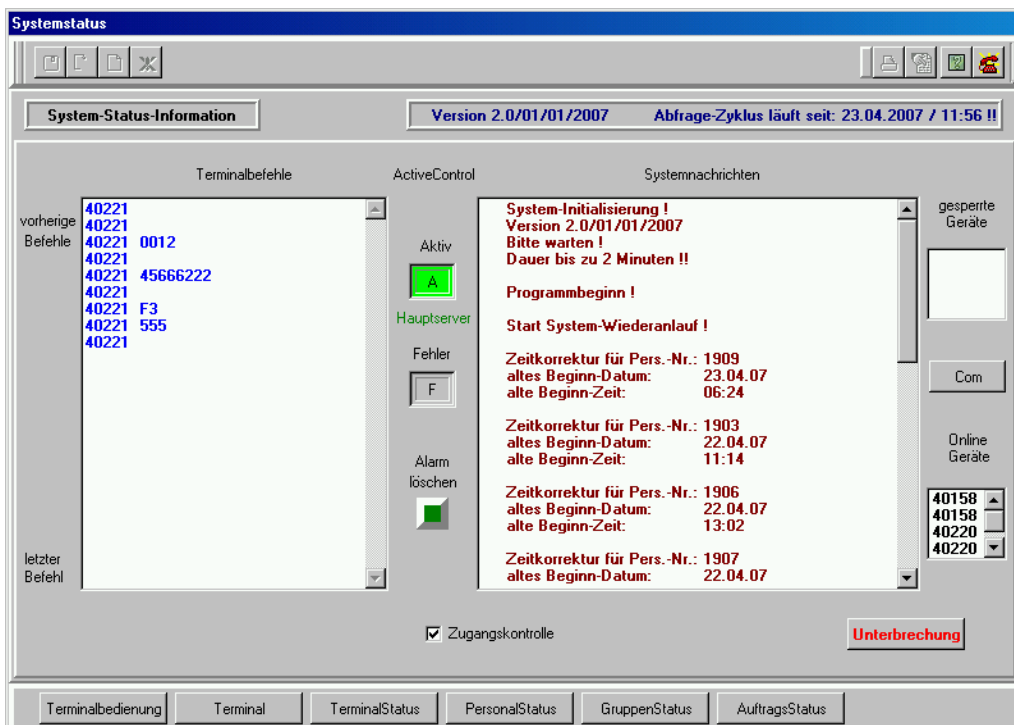 Systemstatus
System-Status-Information
Version 2.0/01/01/2007 Abfrage-Zyklus läuft seit: 23.04.2007 / 11:56 !!
Terminalbefehle
ActiveControl
Systemnachrichten
vorherige
Befehle
40221
40221
40221 0012
40221
40221 45666222
40221
40221 F3
40221 555
40221
letzter
Befehl
Aktiv
A
Hauptserver
Fehler
F
Alarm
löschen
System-Initialisierung !
Version 2.0/01/01/2007
Bitte warten !
Dauer bis zu 2 Minuten !!
Programmbeginn !
Start System-Wiederanlauf !
Zeitkorrektur für Pers.-Nr.: 1909
altes Beginn-Datum: 23.04.07
alte Beginn-Zeit: 06:24
Zeitkorrektur für Pers.-Nr.: 1903
altes Beginn-Datum: 22.04.07
alte Beginn-Zeit: 11:14
Zeitkorrektur für Pers.-Nr.: 1906
altes Beginn-Datum: 22.04.07
alte Beginn-Zeit: 13:02
Zeitkorrektur für Pers.-Nr.: 1907
altes Beginn-Datum: 22.04.07
gesperrte
Geräte
Com
Online
Geräte
40158
40158
40220
40220
Zugangskontrolle
Unterbrechung
Terminalbedienung Terminal TerminalStatus PersonalStatus GruppenStatus AuftragsStatus